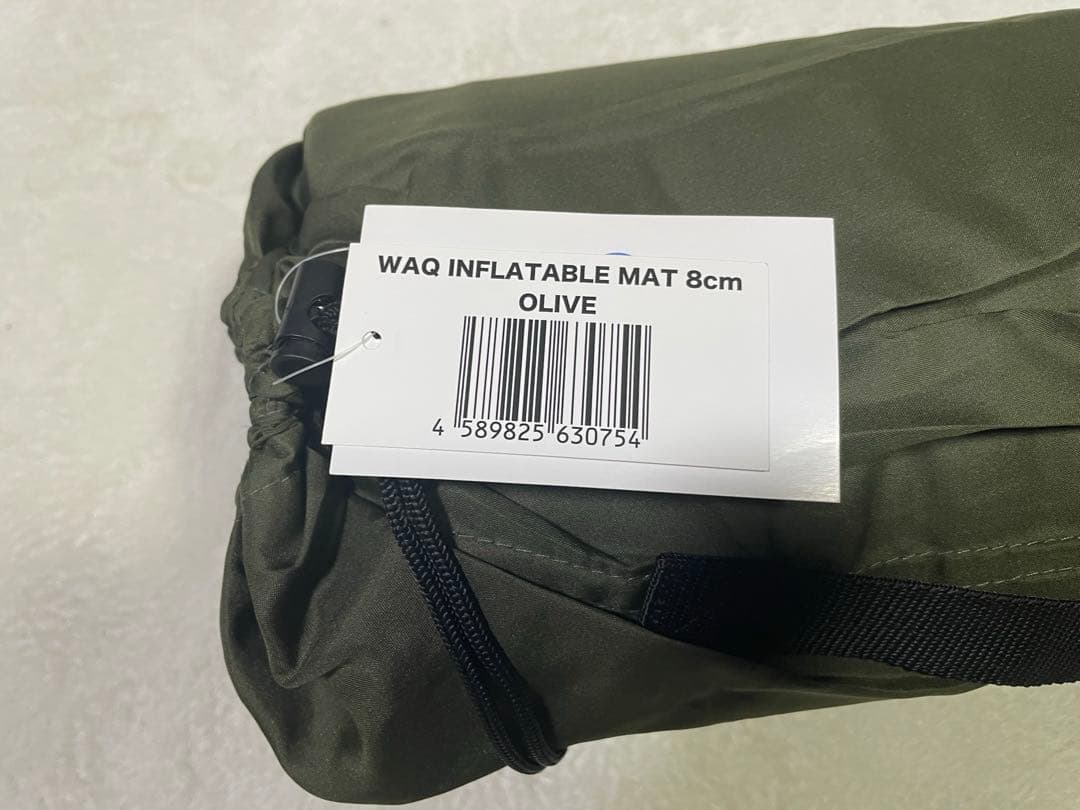 WAQ INFLATABLE MAT 8cm
OLIVE
4 589825 630754